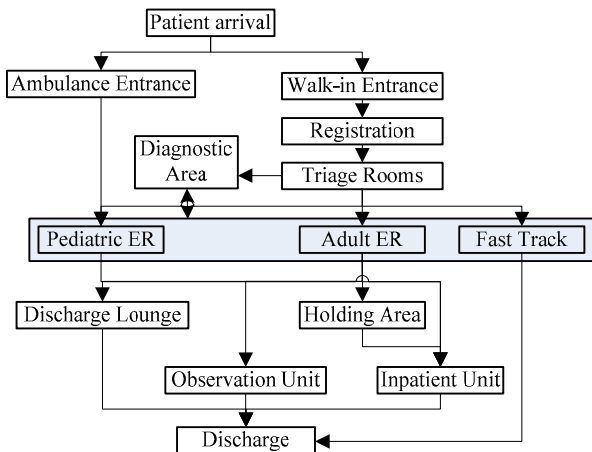 Patient arrival
Ambulance Entrance
Walk-in Entrance
Registration
Diagnostic
Area
Triage Rooms
Pediatric ER
Adult ER
Fast Track
Discharge Lounge
Holding Area
Observation Unit
Inpatient Unit
Discharge